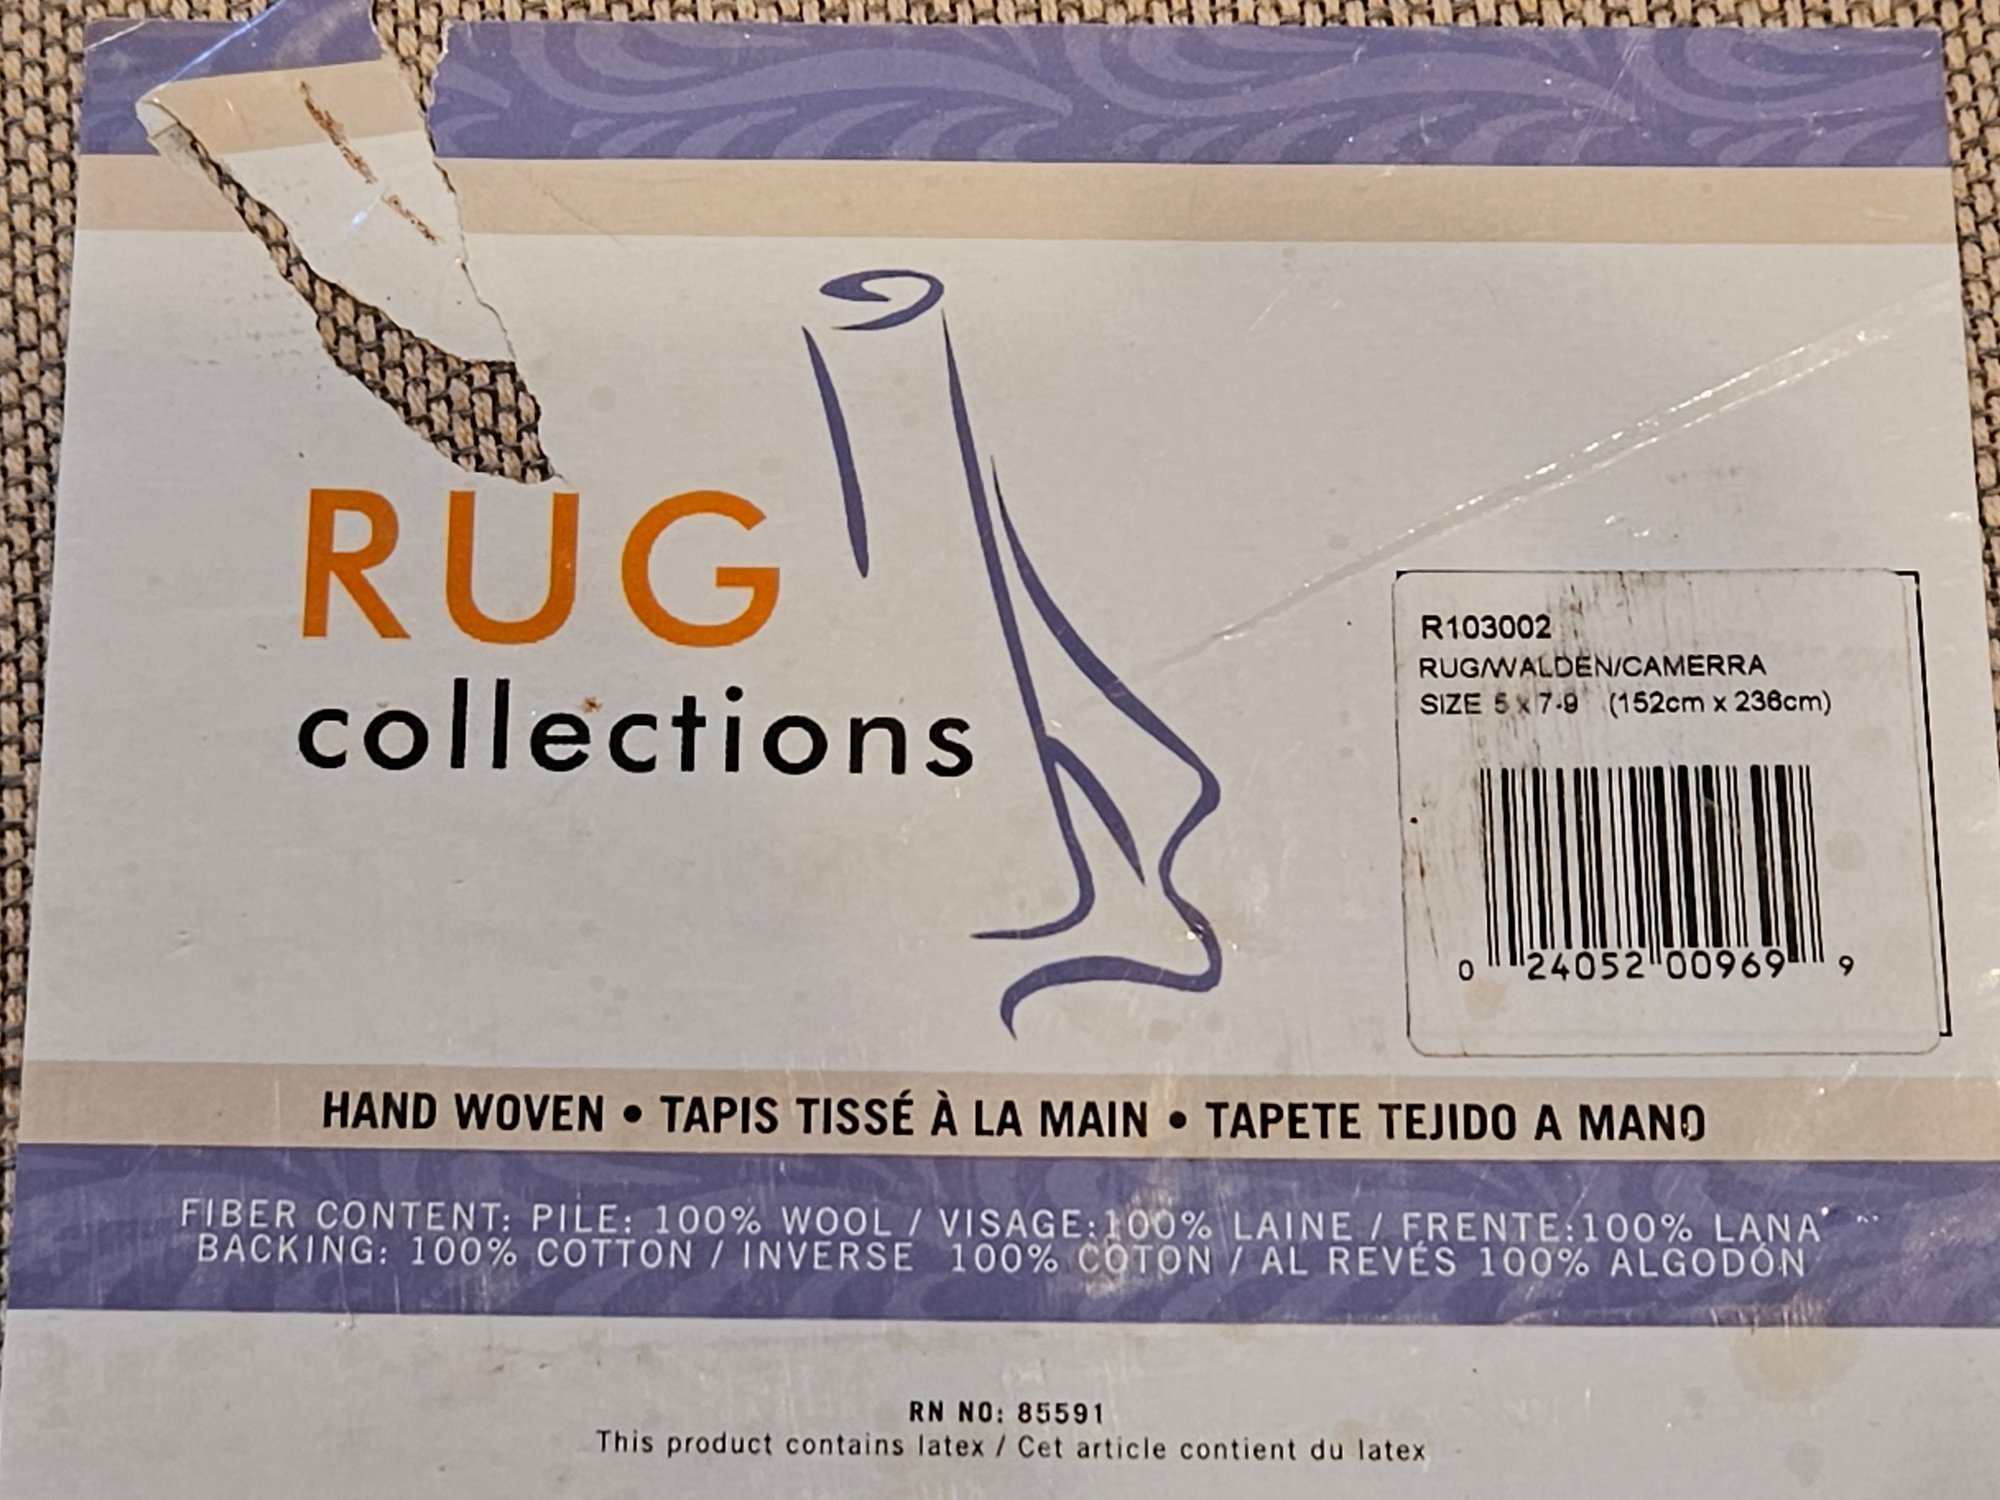 RUG
collections
R103002
RUG/WALDEN/CAMERRA
SIZE 5 x 7-9 (152cm x 236cm)
0 24052 00969 9
HAND WOVEN • TAPIS TISSÉ À LA MAIN • TAPETE TEJIDO A MANO
FIBER CONTENT: PILE: 100% WOOL / VISAGE:100% LAINE / FRENTE:100% LANA
BACKING: 100% COTTON / INVERSE 100% COTON / AL REVÉS 100% ALGODÓN
RN NO: 85591
This product contains latex / Cet article contient du latex